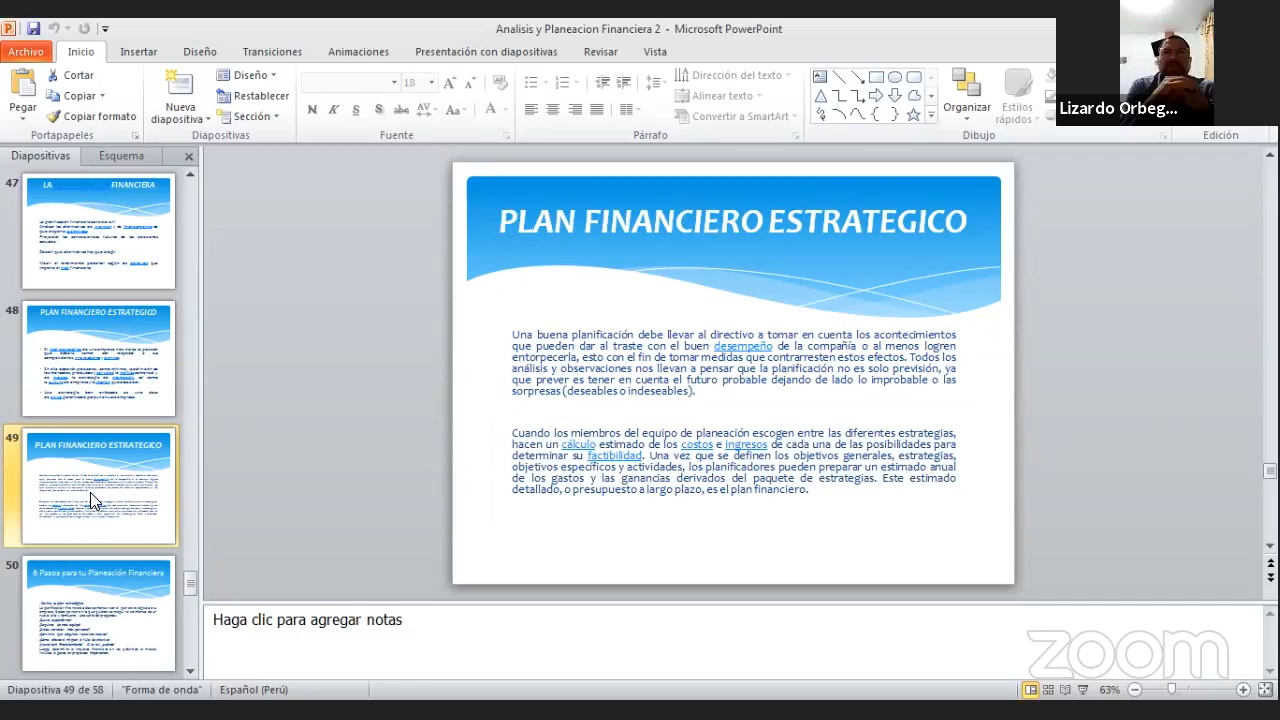 Analisis y Planeacion Financiera 2 - Microsoft PowerPoint
Archivo Inicio Insertar Diseño Transiciones Animaciones Presentación con diapositivas Revisar Vista
Pegar
Cortar
Copiar
Copiar formato
Portapapeles
Nueva diapositiva
Diseño
Restablecer
Sección
Diapositivas
18
Fuente
Dirección del texto
Alinear texto
Convertir a SmartArt
Párrafo
Organizar
Estilos rápidos
Dibujo
Edición
Lizardo Orbeg...
Diapositivas Esquema
47
LA FINANCIERA
48
PLAN FINANCIERO ESTRATEGICO
49
PLAN FINANCIERO ESTRATEGICO
50
6 Pasos para tu Planeación Financiera
PLAN FINANCIERO ESTRATEGICO
Una buena planificación debe llevar al directivo a tomar en cuenta los acontecimientos
que pueden dar al traste con el buen desempeño de la compañía o al menos logren
entorpecerla, esto con el fin de tomar medidas que contrarresten estos efectos. Todos los
análisis y observaciones nos llevan a pensar que la planificación no es solo previsión, ya
que prever es tener en cuenta el futuro probable dejando de lado lo improbable o las
sorpresas (deseables o indeseables).
Cuando los miembros del equipo de planeación escogen entre las diferentes estrategias,
hacen un cálculo estimado de los costos e ingresos de cada una de las posibilidades para
determinar su factibilidad. Una vez que se definen los objetivos generales, estrategias,
objetivos específicos y actividades, los planificadores pueden preparar un estimado anual
de los gastos y las ganancias derivados del paquete de estrategias. Este estimado
detallado, o presupuesto a largo plazo, es el plan financiero.
Haga clic para agregar notas
zoom
Diapositiva 49 de 58 "Forma de onda" Español (Perú) 63%